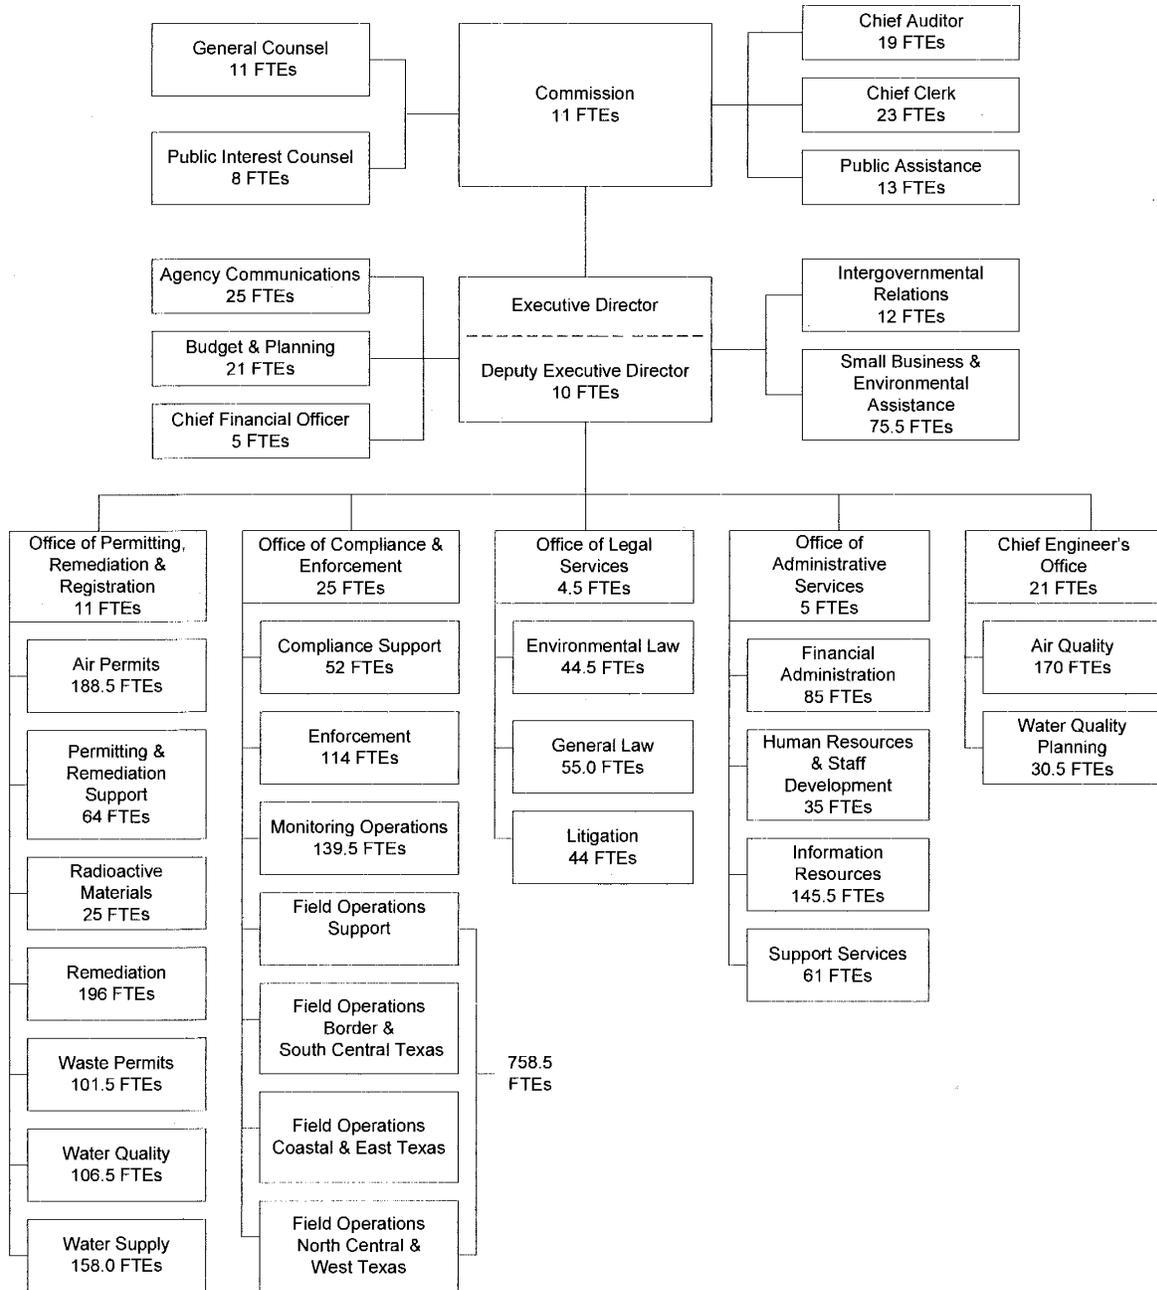 General Counsel
11 FTEs
Public Interest Counsel
8 FTEs
Commission
11 FTEs
Chief Auditor
19 FTEs
Chief Clerk
23 FTEs
Public Assistance
13 FTEs
Agency Communications
25 FTEs
Budget & Planning
21 FTEs
Chief Financial Officer
5 FTEs
Executive Director
Deputy Executive Director
10 FTEs
Intergovernmental
Relations
12 FTEs
Small Business &
Environmental
Assistance
75.5 FTEs
Office of Permitting,
Remediation &
Registration
11 FTEs
Air Permits
188.5 FTEs
Permitting &
Remediation
Support
64 FTEs
Radioactive
Materials
25 FTEs
Remediation
196 FTEs
Waste Permits
101.5 FTEs
Water Quality
106.5 FTEs
Water Supply
158.0 FTEs
Office of Compliance &
Enforcement
25 FTEs
Compliance Support
52 FTEs
Enforcement
114 FTEs
Monitoring Operations
139.5 FTEs
Field Operations
Support
Field Operations
Border &
South Central Texas
Field Operations
Coastal & East Texas
Field Operations
North Central &
West Texas
758.5
FTEs
Office of Legal
Services
4.5 FTEs
Environmental Law
44.5 FTEs
General Law
55.0 FTEs
Litigation
44 FTEs
Office of
Administrative
Services
5 FTEs
Financial
Administration
85 FTEs
Human Resources
& Staff
Development
35 FTEs
Information
Resources
145.5 FTEs
Support Services
61 FTEs
Chief Engineer's
Office
21 FTEs
Air Quality
170 FTEs
Water Quality
Planning
30.5 FTEs